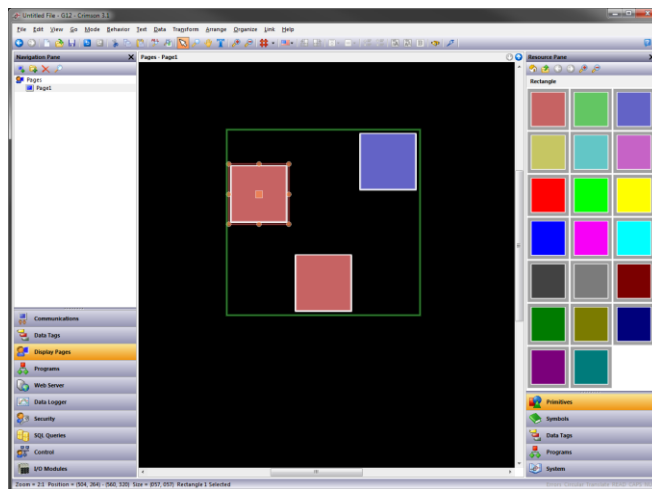 Untitled File - G12 - Crimson 3.1
File Edit View Go Mode Behavior Text Data Transform Arrange Organize Link Help
Navigation Pane
Pages - Page1
Resource Pane
Pages
Page1
Rectangle
Communications
Data Tags
Display Pages
Programs
Web Server
Data Logger
Security
SQL Queries
Control
I/O Modules
Primitives
Symbols
Data Tags
Programs
System
Zoom = 2:1 Position = (504, 264) - (560, 320) Size = (057, 057) Rectangle 1 Selected